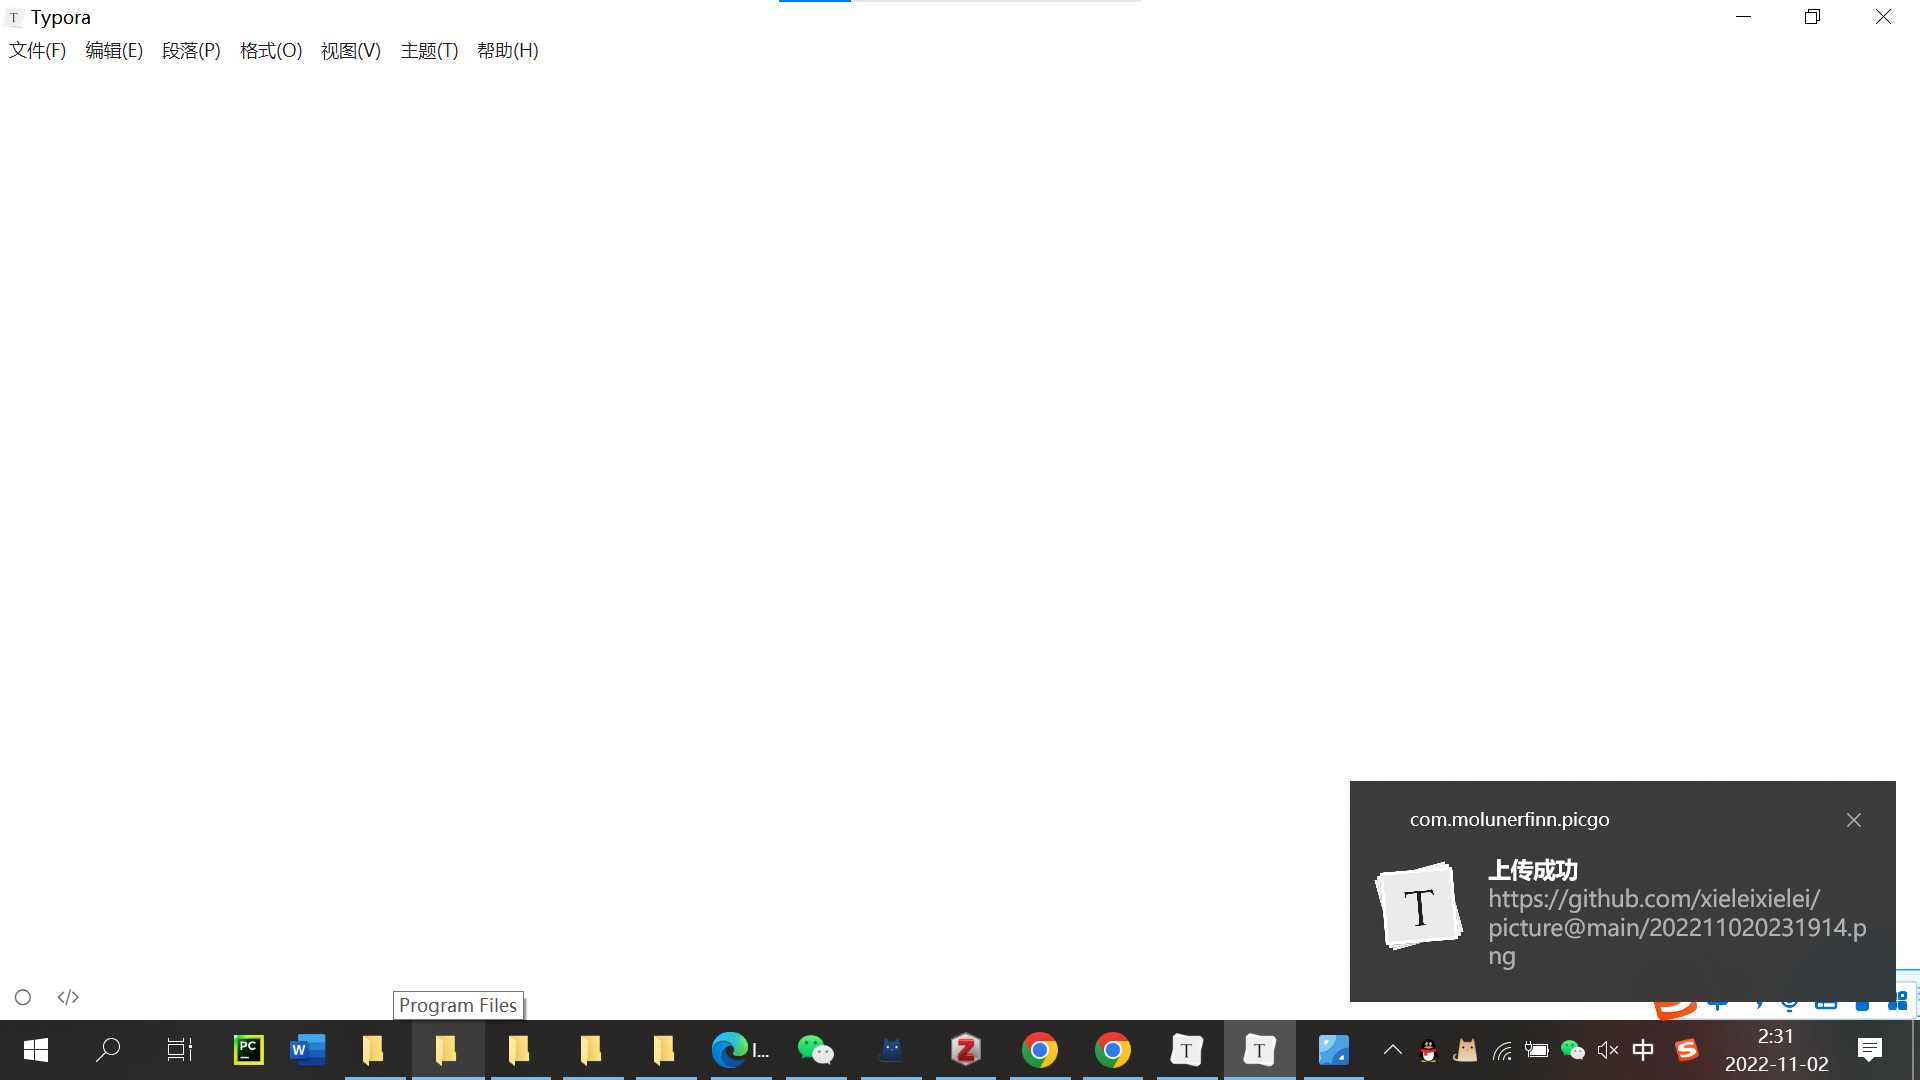 Typora
文件(F) 编辑(E) 段落(P) 格式(O) 视图(V) 主题(T) 帮助(H)
com.molunerfinn.picgo
上传成功
https://github.com/xieleixielei/
picture@main/202211020231914.p
ng
Program Files
I...
中
2:31
2022-11-02